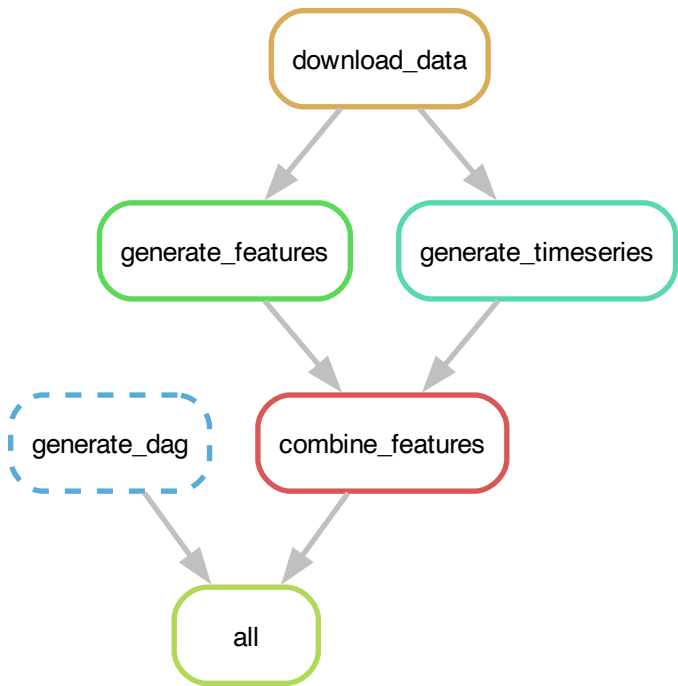 download_data
generate_features
generate_timeseries
generate_dag
combine_features
all